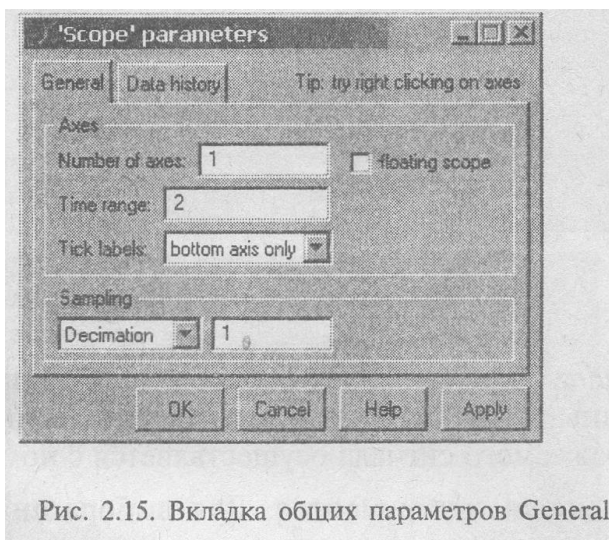 'Scope' parameters
General Data history Tip: try right clicking on axes
Axes
Number of axes: 1 floating scope
Time range: 2
Tick labels: bottom axis only
Sampling
Decimation 1
OK Cancel Help Apply
Рис. 2.15. Вкладка общих параметров General